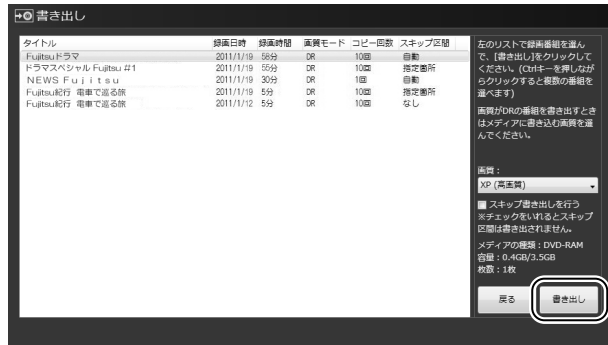 書き出し
タイトル 録画日時 録画時間 画質モード コピー回数 スキップ区間
Fujitsuドラマ 2011/1/19 58分 DR 10回 自動
ドラマスペシャル Fujitsu #1 2011/1/19 55分 DR 10回 指定箇所
NEWS Fujitsu 2011/1/19 30分 DR 1回 自動
Fujitsu紀行 電車で巡る旅 2011/1/19 5分 DR 10回 指定箇所
Fujitsu紀行 電車で巡る旅 2011/1/12 5分 DR 10回 なし
左のリストで録画番組を選ん
で、[書き出し]をクリックして
ください。(Ctrlキーを押しなが
らクリックすると複数の番組を
選べます)
画質がDRの番組を書き出すとき
はメディアに書き込む画質を選
んでください。
画質:
XP (高画質)
スキップ書き出しを行う
※チェックをいれるとスキップ
区間は書き出されません。
メディアの種類:DVD-RAM
容量:0.4GB/3.5GB
枚数:1枚
戻る 書き出し